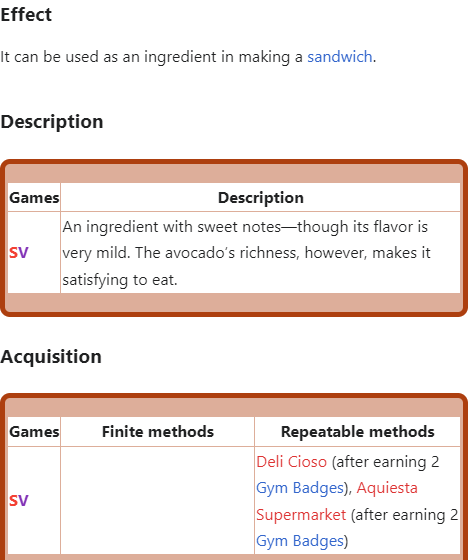 Effect
It can be used as an ingredient in making a sandwich.
Description
Games Description
SV An ingredient with sweet notes—though its flavor is
very mild. The avocado's richness, however, makes it
satisfying to eat.
Acquisition
Games Finite methods Repeatable methods
SV Deli Cioso (after earning 2
Gym Badges), Aquiesta
Supermarket (after earning 2
Gym Badges)